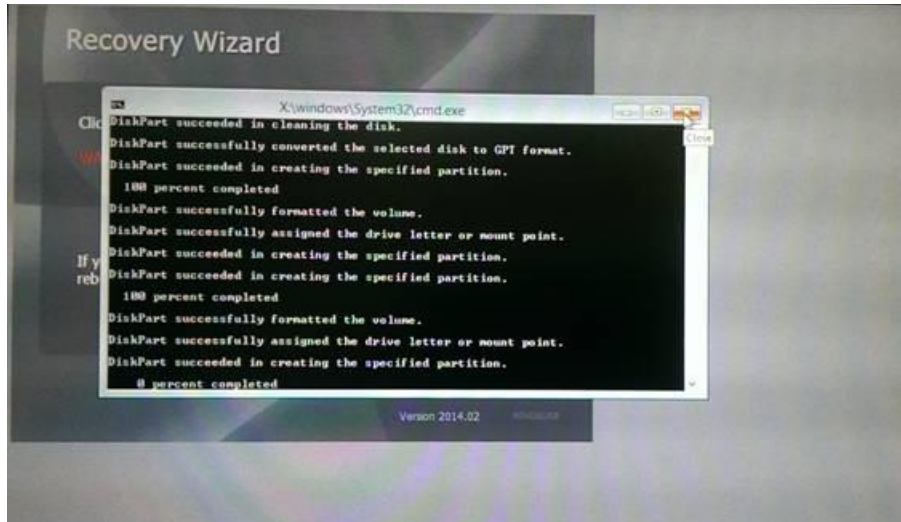 Recovery Wizard
X:\windows\System32\cmd.exe
Clic
DiskPart succeeded in cleaning the disk.
Close
DiskPart successfully converted the selected disk to GPT format.
WA
DiskPart succeeded in creating the specified partition.
100 percent completed
DiskPart successfully formatted the volume.
DiskPart successfully assigned the drive letter or mount point.
DiskPart succeeded in creating the specified partition.
If y
reb
DiskPart succeeded in creating the specified partition.
100 percent completed
DiskPart successfully formatted the volume.
DiskPart successfully assigned the drive letter or mount point.
DiskPart succeeded in creating the specified partition.
0 percent completed
Version 2014.02